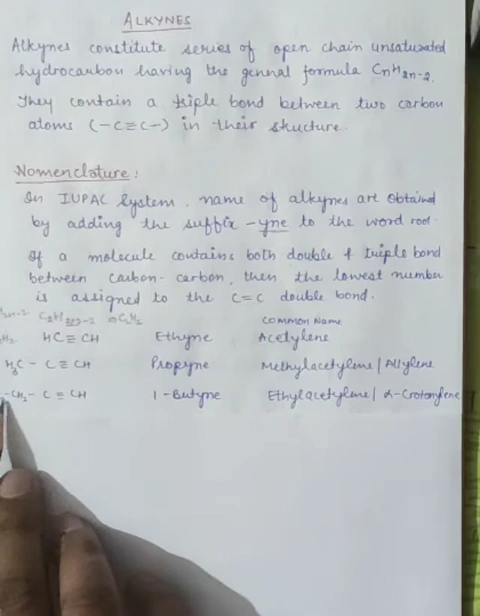 ALKYNES
Alkynes constitute series of open chain unsaturated
hydrocarbon having the general formula CnH2n-2.
They contain a triple bond between two carbon
atoms (-C≡C-) in their structure.
Nomenclature:
In IUPAC System, name of alkynes are obtained
by adding the suffix -yne to the word root.
If a molecule contains both double & triple bond
between carbon-carbon, then the lowest number
is assigned to the C=C double bond.
COMMON NAME
HC≡CH Ethyne Acetylene
H3C - C≡CH Propyne Methylacetylene / Allylene
-CH2- C≡CH 1-Butyne Ethylacetylene / α-Crotonylene